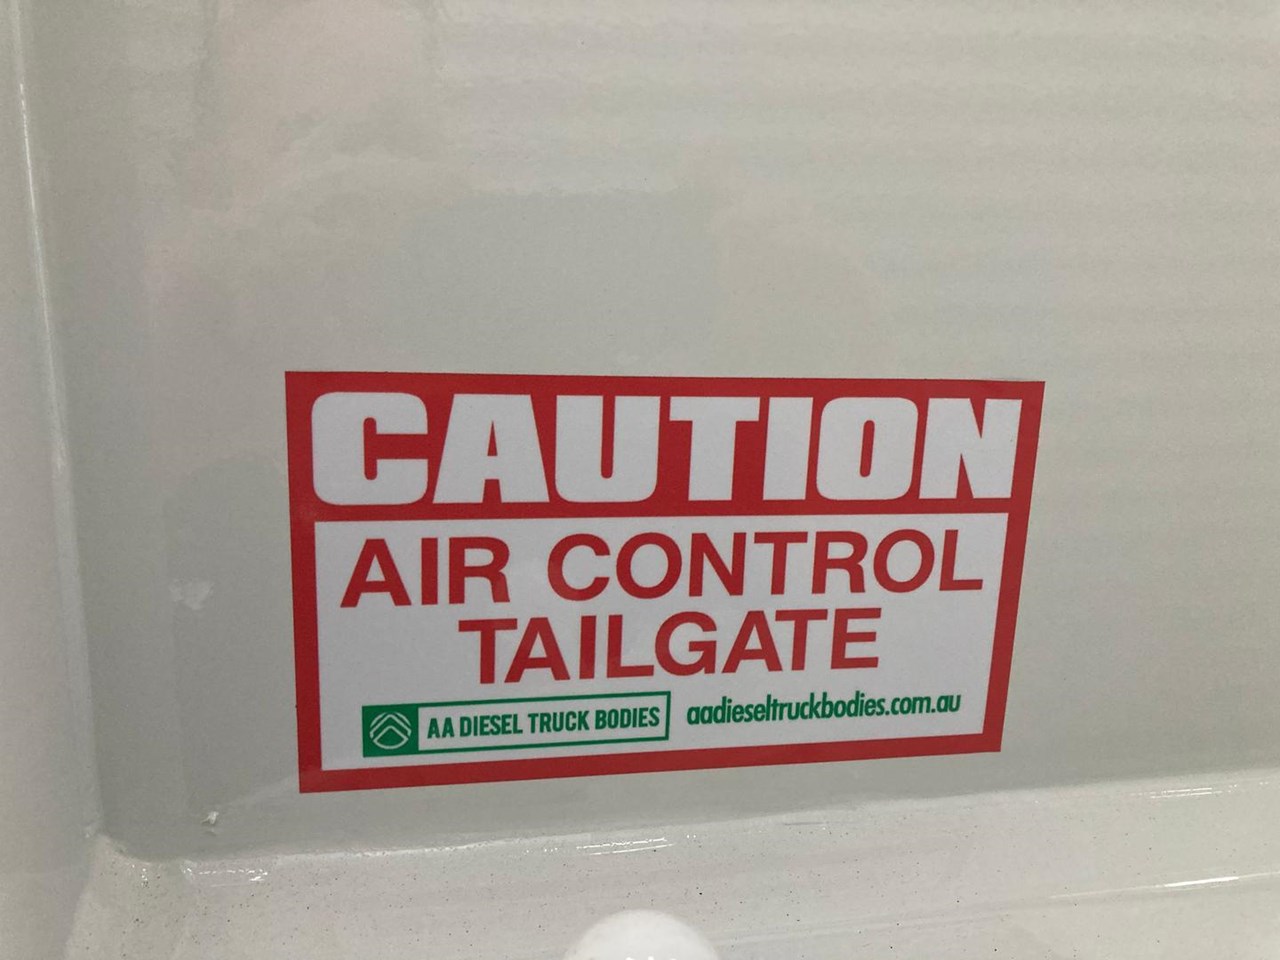 CAUTION
AIR CONTROL
TAILGATE
AA DIESEL TRUCK BODIES aadieseltruckbodies.com.au